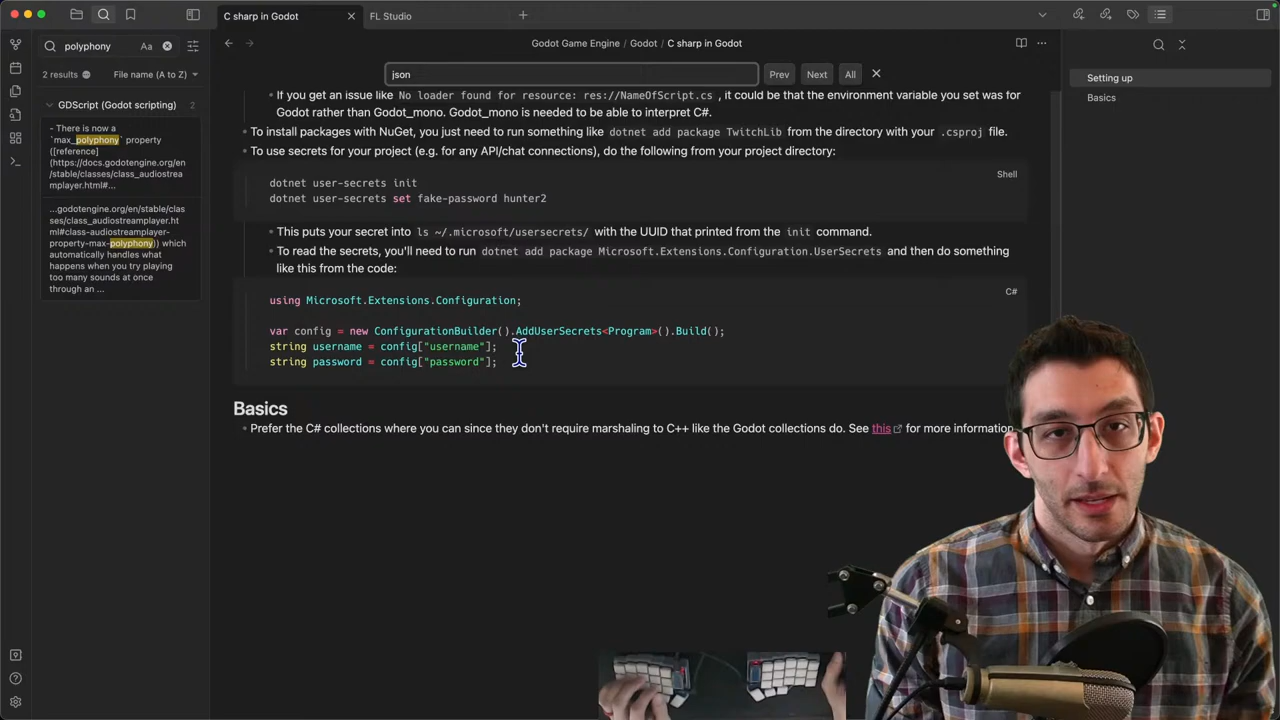 C sharp in Godot
FL Studio
polyphony
Aa
Godot Game Engine / Godot / C sharp in Godot
2 results
File name (A to Z)
json
Prev
Next
All
Setting up
Basics
GDScript (Godot scripting)
2
- There is now a
`max_polyphony`
property
([reference]
(https://docs.godotengine.org/en
/stable/classes/class_audiostrea
mplayer.html#...
...godotengine.org/en/stable/clas
ses/class_audiostreamplayer.ht
ml#class-audiostreamplayer-
property-max-polyphony)) which
automatically handles what
happens when you try playing
too many sounds at once
through an ...
If you get an issue like No loader found for resource: res://NameOfScript.cs , it could be that the environment variable you set was for
Godot rather than Godot_mono. Godot_mono is needed to be able to interpret C#.
To install packages with NuGet, you just need to run something like dotnet add package TwitchLib from the directory with your .csproj file.
To use secrets for your project (e.g. for any API/chat connections), do the following from your project directory:
Shell
dotnet user-secrets init
dotnet user-secrets set fake-password hunter2
This puts your secret into ls ~/.microsoft/usersecrets/ with the UUID that printed from the init command.
To read the secrets, you'll need to run dotnet add package Microsoft.Extensions.Configuration.UserSecrets and then do something
like this from the code:
C#
using Microsoft.Extensions.Configuration;
var config = new ConfigurationBuilder().AddUserSecrets<Program>().Build();
string username = config["username"];
string password = config["password"];
Basics
Prefer the C# collections where you can since they don't require marshaling to C++ like the Godot collections do. See this for more information